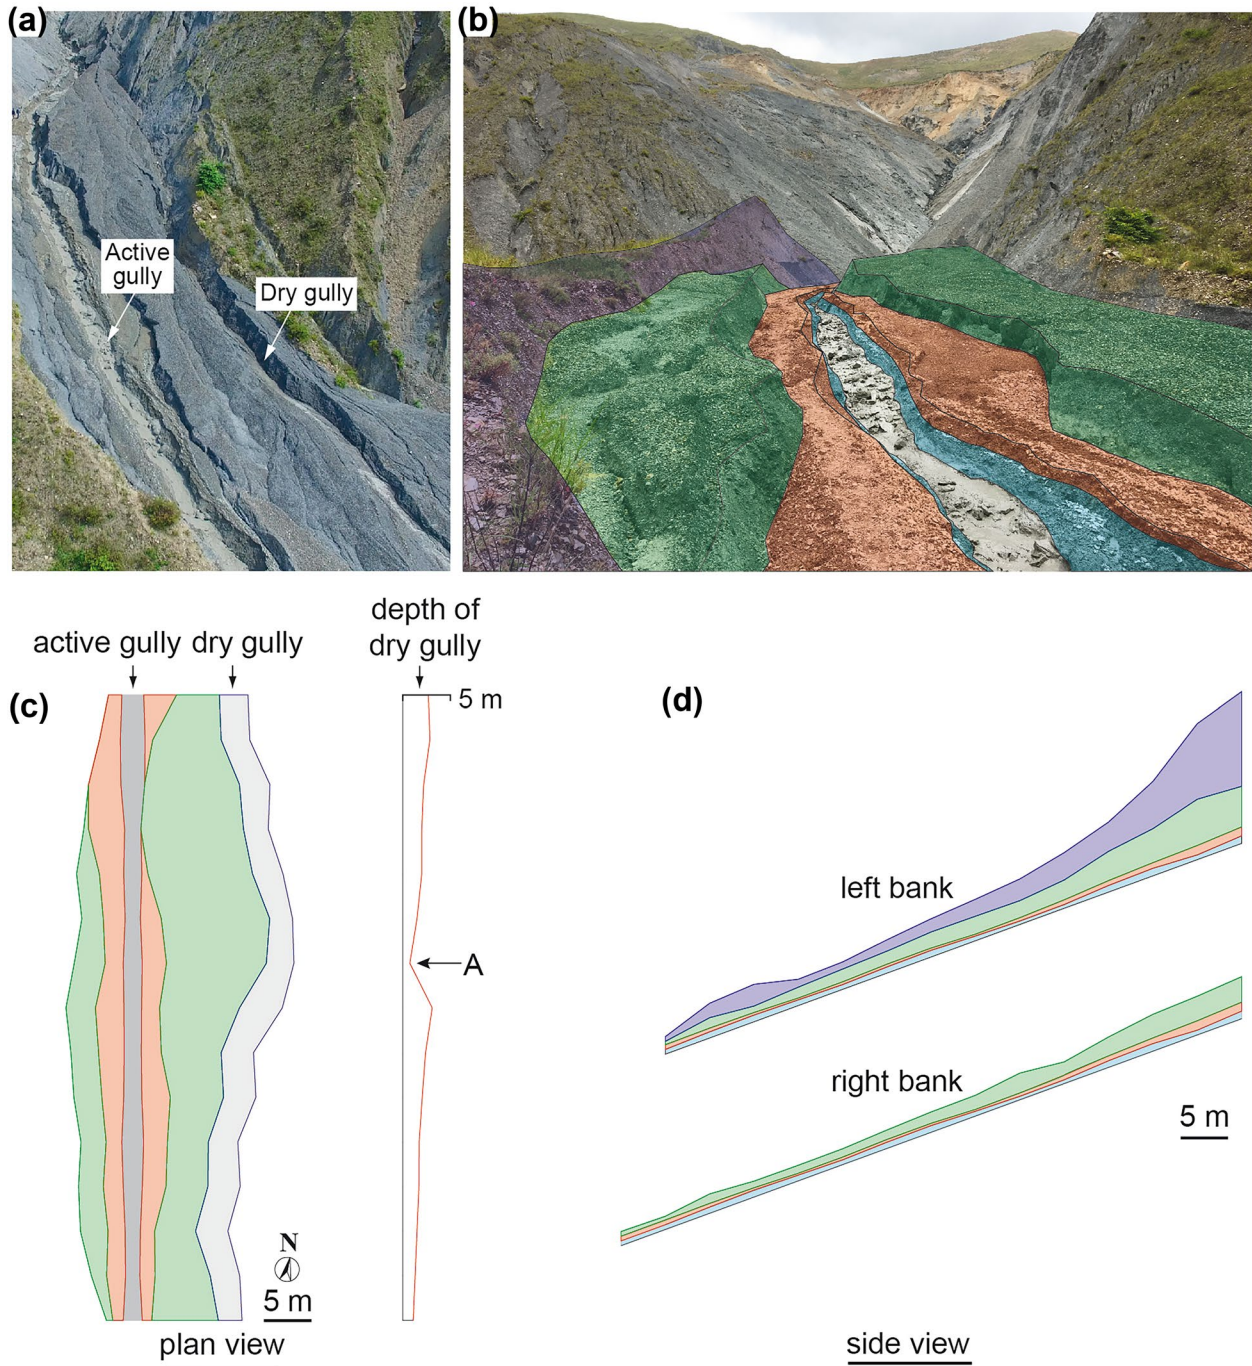 (a)
(b)
Active
gully
Dry gully
depth of
dry gully
active gully dry gully
(c)
5 m
(d)
left bank
A
right bank
5 m
N
5 m
plan view
side view